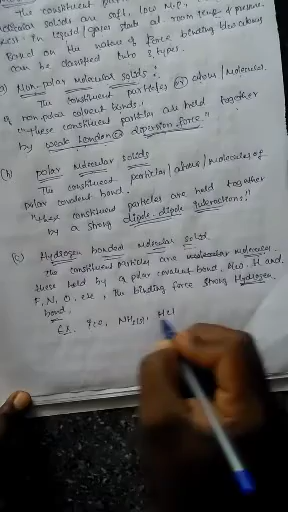 The constituent
molecular solids are soft, low M.P,
In liquid/gases state at room temp & pressure.
Based on the nature of force binding b/w atoms
can be classified into 3 types.
(a) Non-polar molecular solids:
The constituent particles (or) atoms/molecules
of non-polar covalent bonds.
"these constituent particles are held together
by weak London (or) dispersion force."
(b) polar molecular solids
The constituent particles/atoms/molecules of
polar covalent bond.
"where constituent particles are held together
by a strong dipole-dipole interactions."
(c) Hydrogen bonded molecular solid
The constituent particles are molecules
these held by a polar covalent bond, b/w H and
F, N, O, etc, the binding force strong Hydrogen
bond.
Ex. Ice, NH3(s), HCl